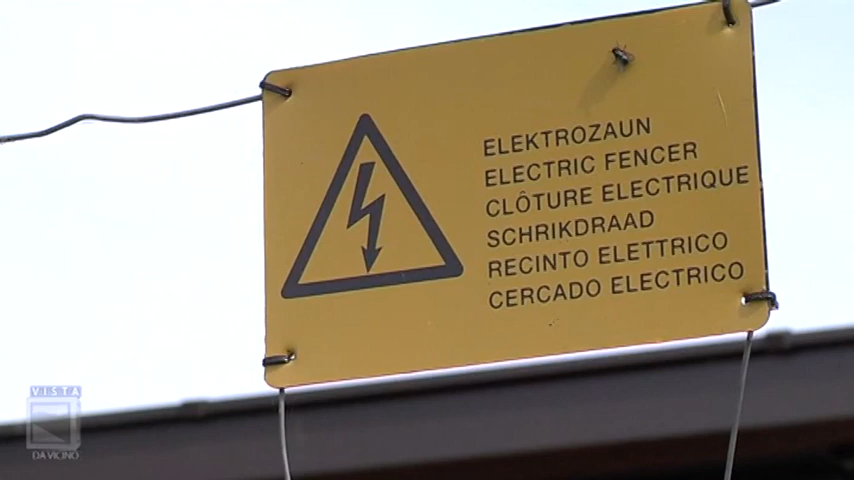 ELEKTROZAUN
ELECTRIC FENCER
CLÔTURE ELECTRIQUE
SCHRIKDRAAD
RECINTO ELETTRICO
CERCADO ELECTRICO
VISTA
DA VICINO